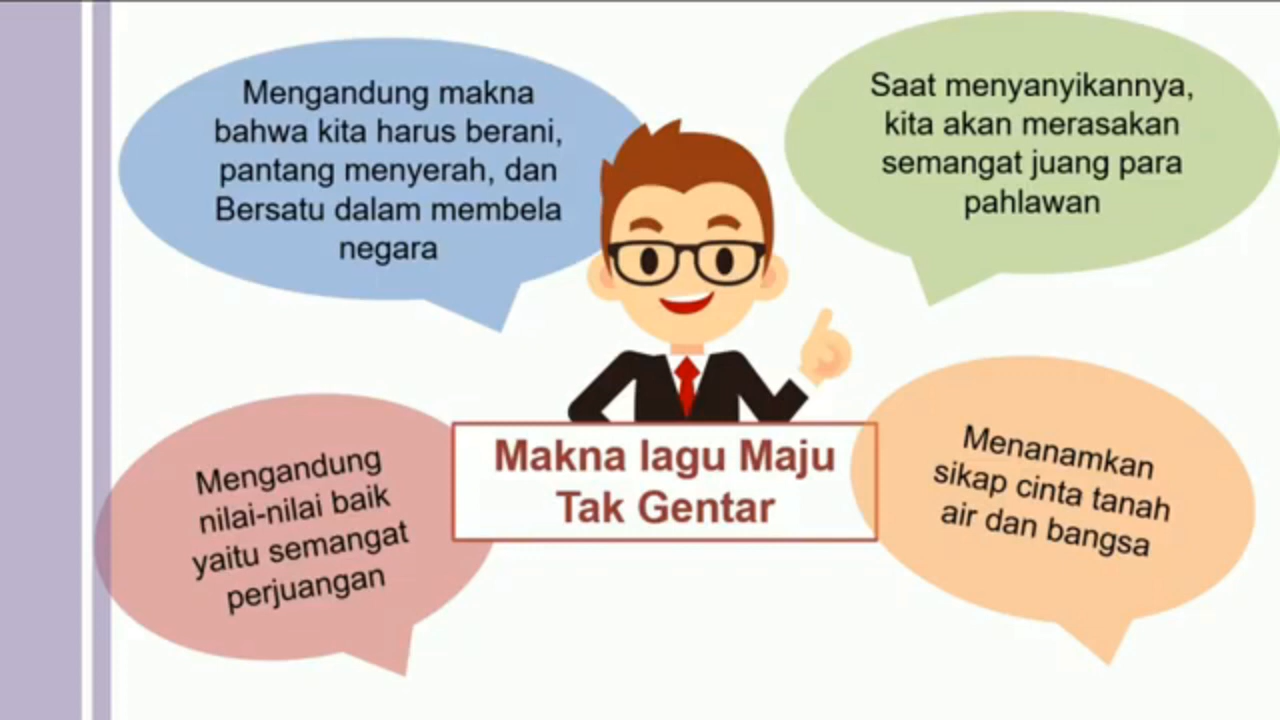 Mengandung makna
bahwa kita harus berani,
pantang menyerah, dan
Bersatu dalam membela
negara
Saat menyanyikannya,
kita akan merasakan
semangat juang para
pahlawan
Makna lagu Maju
Tak Gentar
Mengandung
nilai-nilai baik
yaitu semangat
perjuangan
Menanamkan
sikap cinta tanah
air dan bangsa